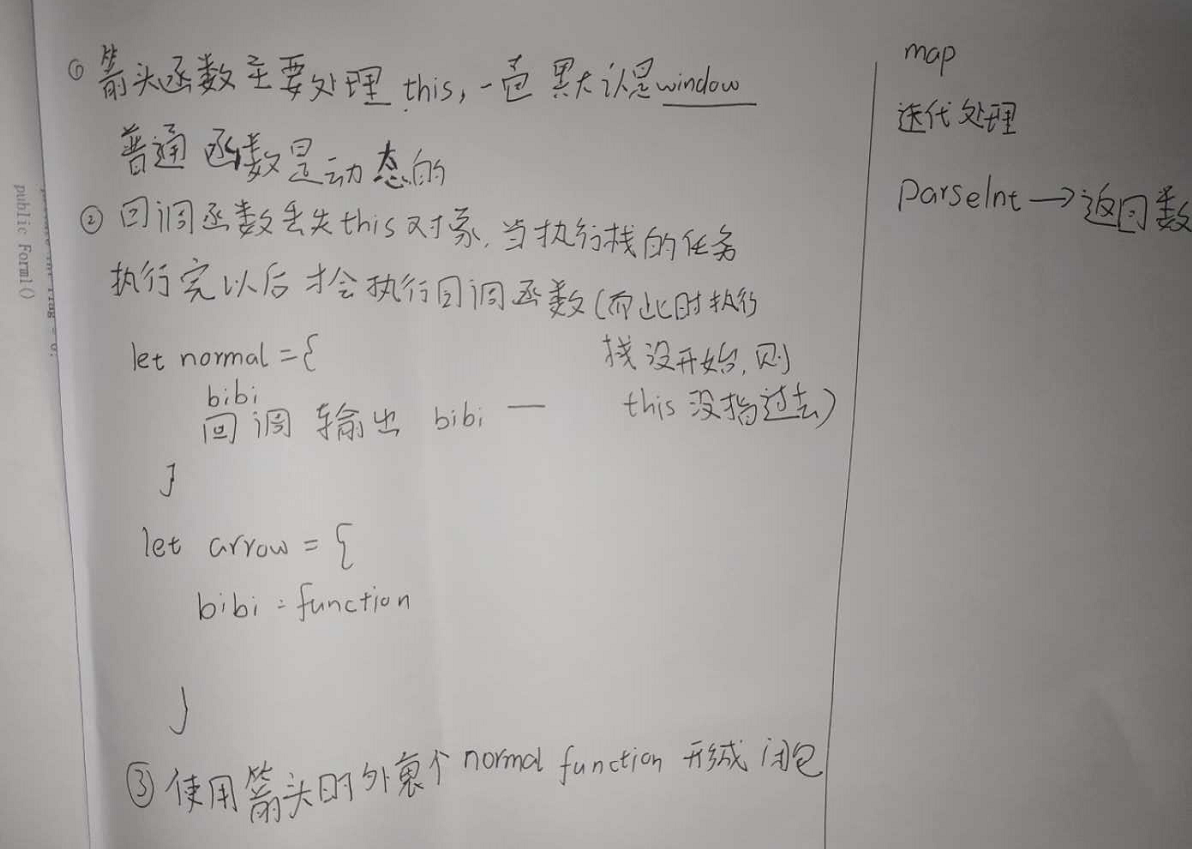 ① 箭头函数主要处理 this, 一 默认是window
普通函数是动态的
② 回调函数丢失this对象, 当执行栈的任务
执行完以后才会执行回调函数(而此时执行
栈没开始, 则
this没指过去)
let normal = {
bibi
回调 输出 bibi —
}
let arrow = {
bibi : function
}
③ 使用箭头时外裹个 normal function 形成闭包
map
迭代处理
parseInt → 返回数
public Form1()